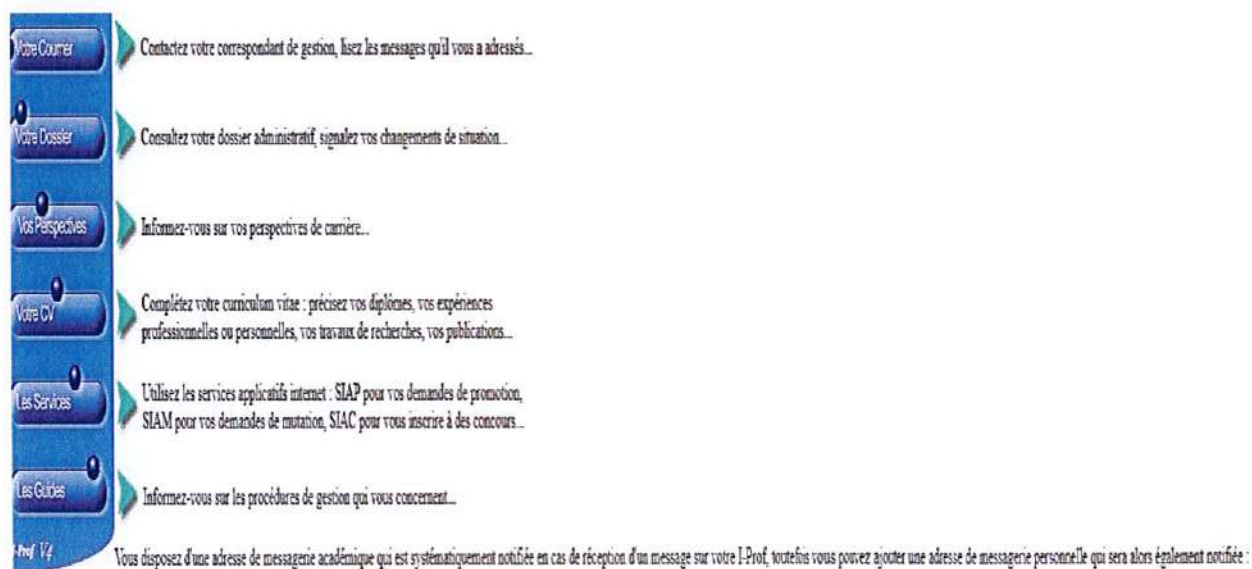 Votre Courrier
Contactez votre correspondant de gestion, lisez les messages qu'il vous a adressés...
Votre Dossier
Consultez votre dossier administratif, signalez vos changements de situation...
Vos Perspectives
Informez-vous sur vos perspectives de carrière...
Votre CV
Complétez votre curriculum vitae : précisez vos diplômes, vos expériences
professionnelles ou personnelles, vos travaux de recherches, vos publications...
Les Services
Utilisez les services applicatifs internet : SIAP pour vos demandes de promotion,
SIAM pour vos demandes de mutation, SIAC pour vous inscrire à des concours...
Les Guides
Informez-vous sur les procédures de gestion qui vous concernent...
I-Prof V4
Vous disposez d'une adresse de messagerie académique qui est systématiquement notifiée en cas de réception d'un message sur votre I-Prof, toutefois vous pouvez ajouter une adresse de messagerie personnelle qui sera alors également notifiée :